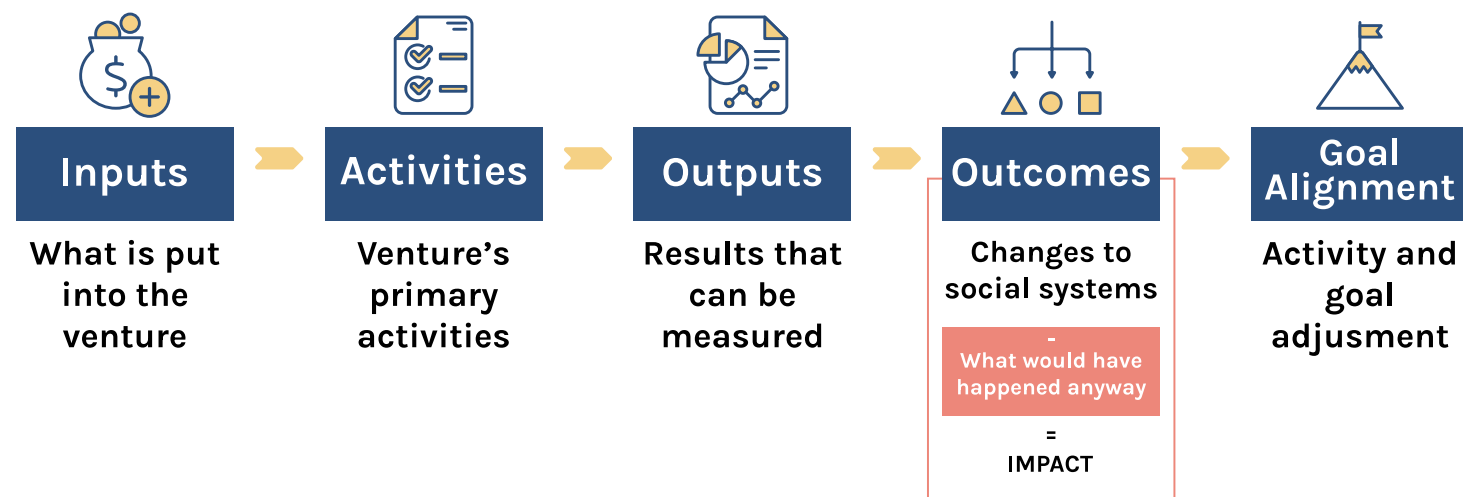 $
Inputs
What is put
into the
venture
Activities
Venture's
primary
activities
Outputs
Results that
can be
measured
Outcomes
Changes to
social systems
-
What would have
happened anyway
=
IMPACT
Goal
Alignment
Activity and
goal
adjusment